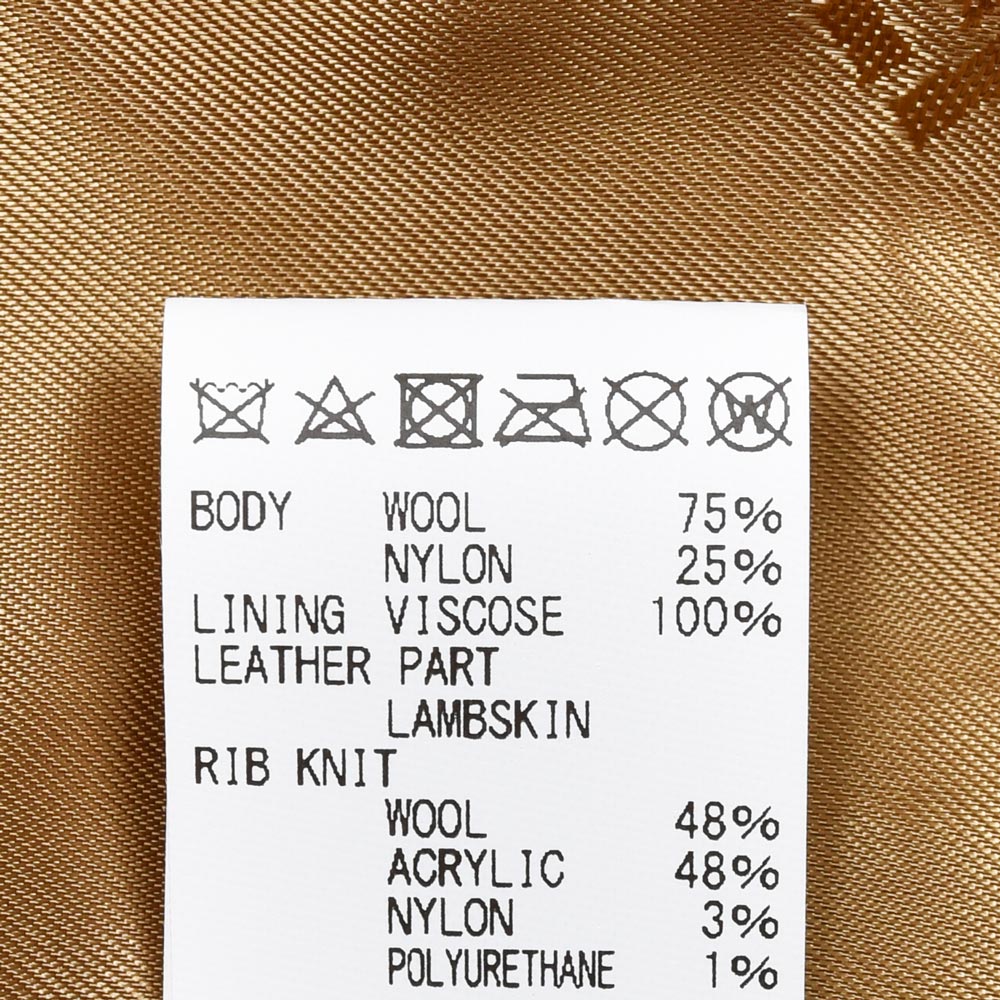 W
BODY WOOL 75%
NYLON 25%
LINING VISCOSE 100%
LEATHER PART
LAMBSKIN
RIB KNIT
WOOL 48%
ACRYLIC 48%
NYLON 3%
POLYURETHANE 1%